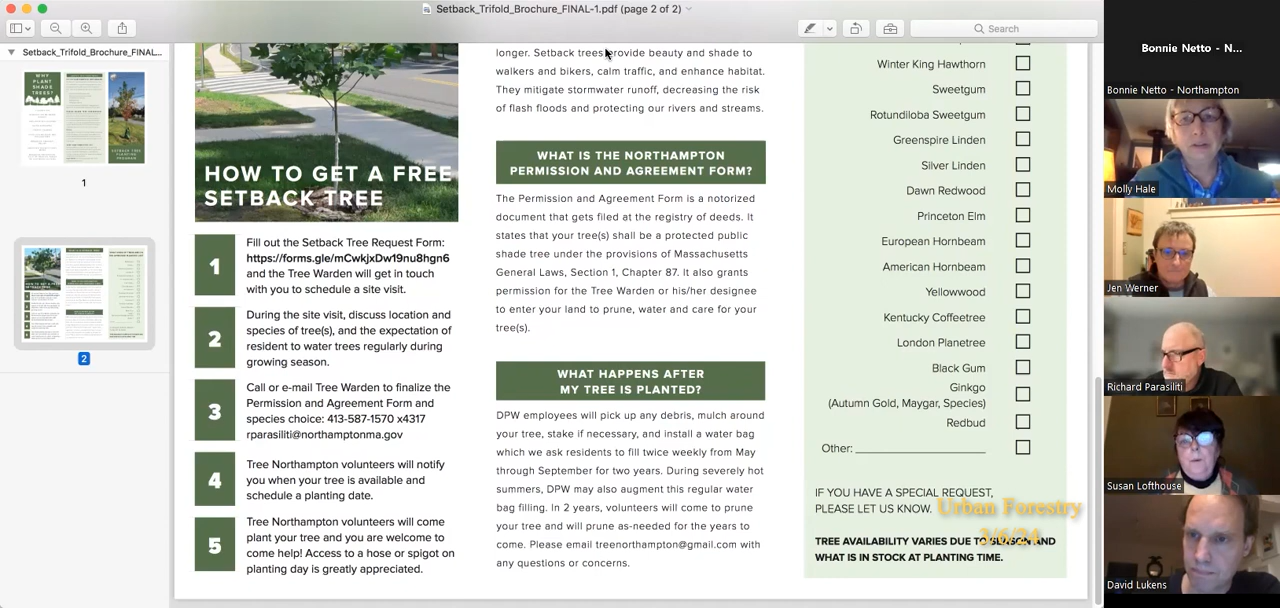 Setback_Trifold_Brochure_FINAL-1.pdf (page 2 of 2)
Search
Setback_Trifold_Brochure_FINAL...
WHY
PLANT
SHADE
TREES?
1
2
HOW TO GET A FREE
SETBACK TREE
1
Fill out the Setback Tree Request Form:
https://forms.gle/mCwkjxDw19nu8hgn6
and the Tree Warden will get in touch
with you to schedule a site visit.
2
During the site visit, discuss location and
species of tree(s), and the expectation of
resident to water trees regularly during
growing season.
3
Call or e-mail Tree Warden to finalize the
Permission and Agreement Form and
species choice: 413-587-1570 x4317
rparasiliti@northamptonma.gov
4
Tree Northampton volunteers will notify
you when your tree is available and
schedule a planting date.
5
Tree Northampton volunteers will come
plant your tree and you are welcome to
come help! Access to a hose or spigot on
planting day is greatly appreciated.
longer. Setback trees provide beauty and shade to
walkers and bikers, calm traffic, and enhance habitat.
They mitigate stormwater runoff, decreasing the risk
of flash floods and protecting our rivers and streams.
WHAT IS THE NORTHAMPTON
PERMISSION AND AGREEMENT FORM?
The Permission and Agreement Form is a notorized
document that gets filed at the registry of deeds. It
states that your tree(s) shall be a protected public
shade tree under the provisions of Massachusetts
General Laws, Section 1, Chapter 87. It also grants
permission for the Tree Warden or his/her designee
to enter your land to prune, water and care for your
tree(s).
WHAT HAPPENS AFTER
MY TREE IS PLANTED?
DPW employees will pick up any debris, mulch around
your tree, stake if necessary, and install a water bag
which we ask residents to fill twice weekly from May
through September for two years. During severely hot
summers, DPW may also augment this regular water
bag filling. In 2 years, volunteers will come to prune
your tree and will prune as-needed for the years to
come. Please email treenorthampton@gmail.com with
any questions or concerns.
Winter King Hawthorn
Sweetgum
Rotundiloba Sweetgum
Greenspire Linden
Silver Linden
Dawn Redwood
Princeton Elm
European Hornbeam
American Hornbeam
Yellowwood
Kentucky Coffeetree
London Planetree
Black Gum
Ginkgo
(Autumn Gold, Maygar, Species)
Redbud
Other: ____________________
IF YOU HAVE A SPECIAL REQUEST,
PLEASE LET US KNOW.
Urban Forestry
3/6/24
TREE AVAILABILITY VARIES DUE TO SEASON AND
WHAT IS IN STOCK AT PLANTING TIME.
Bonnie Netto - N...
Bonnie Netto - Northampton
Molly Hale
Jen Werner
Richard Parasiliti
Susan Lofthouse
David Lukens